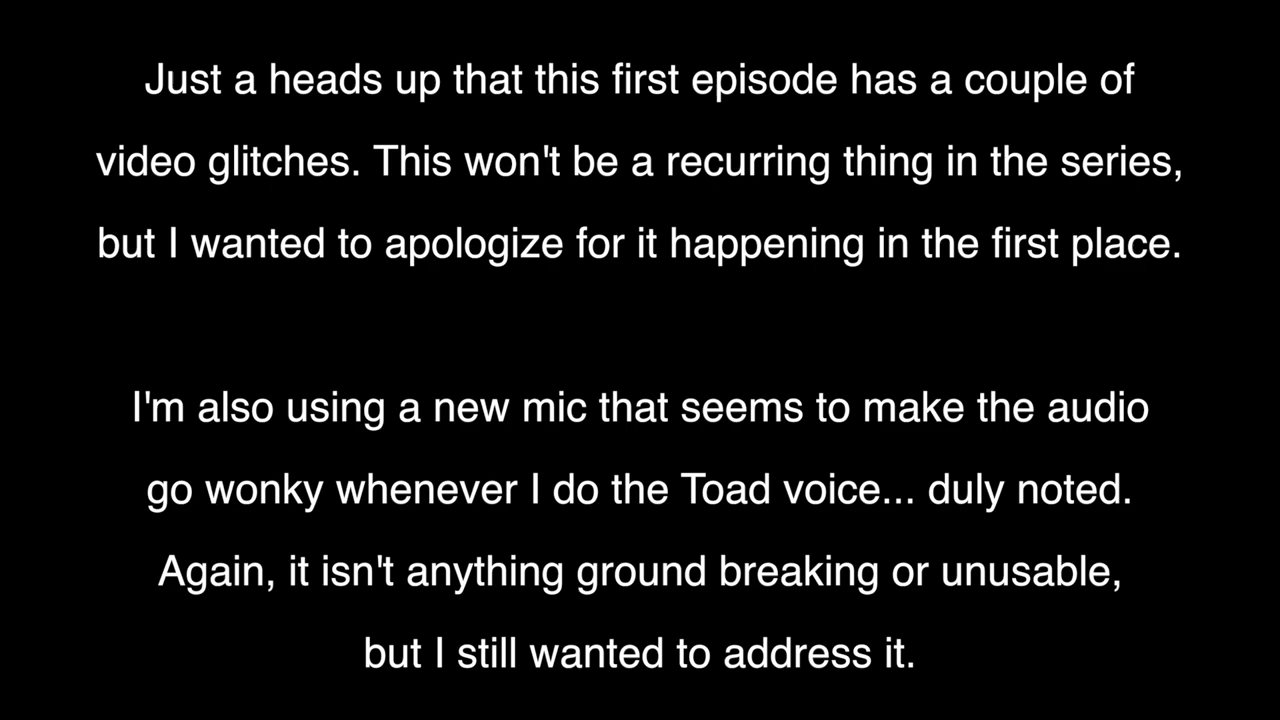 Just a heads up that this first episode has a couple of
video glitches. This won't be a recurring thing in the series,
but I wanted to apologize for it happening in the first place.
I'm also using a new mic that seems to make the audio
go wonky whenever I do the Toad voice... duly noted.
Again, it isn't anything ground breaking or unusable,
but I still wanted to address it.